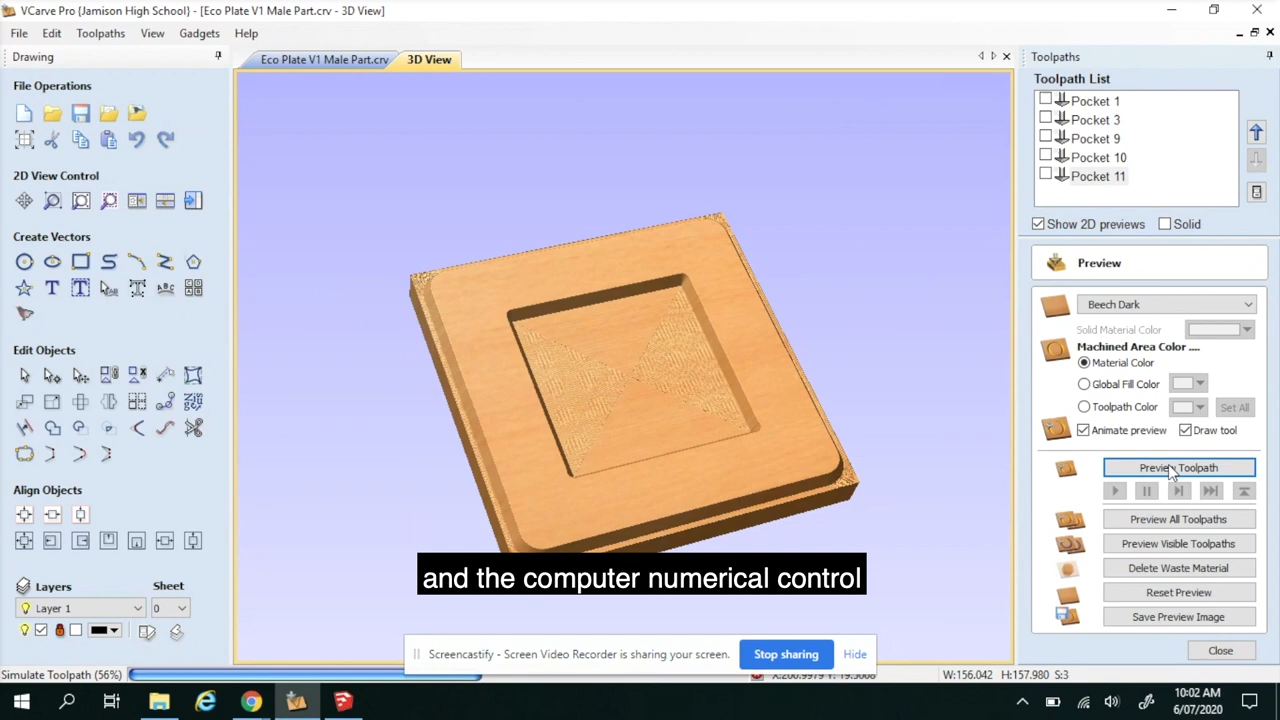 VCarve Pro {Jamison High School} - [Eco Plate V1 Male Part.crv - 3D View]
File Edit Toolpaths View Gadgets Help
Drawing
Eco Plate V1 Male Part.crv 3D View
Toolpaths
File Operations
2D View Control
Create Vectors
Edit Objects
Align Objects
Layers Sheet
Layer 1 0
Toolpath List
Pocket 1
Pocket 3
Pocket 9
Pocket 10
Pocket 11
Show 2D previews Solid
Preview
Beech Dark
Solid Material Color
Machined Area Color ....
Material Color
Global Fill Color
Toolpath Color Set All
Animate preview Draw tool
Preview Toolpath
Preview All Toolpaths
Preview Visible Toolpaths
Delete Waste Material
Reset Preview
Save Preview Image
Close
and the computer numerical control
Screencastify - Screen Video Recorder is sharing your screen. Stop sharing Hide
Simulate Toolpath (56%)
W:156.042 H:157.980 S:3
10:02 AM
6/07/2020